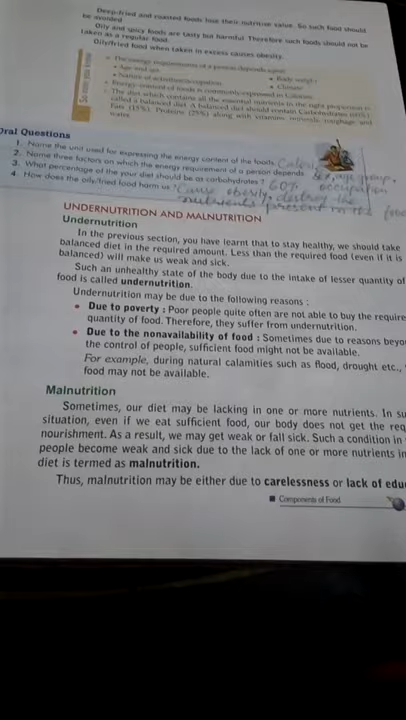 Deep-fried and roasted foods lose their nutritive value. So such food should
be avoided
Oily and spicy foods are tasty but harmful. Therefore such foods should not be
taken as a regular food.
Oily/fried food when taken in excess causes obesity.
The energy requirement of a person depends upon
• Age and sex
• Body weight
• Nature of activities/occupation
• Climate
Energy content of foods is commonly expressed in Calories
The diet which contains all the essential nutrients in the right proportion is
called a balanced diet. A balanced diet should contain Carbohydrates (60%)
Fats (15%), Proteins (25%) along with vitamins, minerals, roughage and
water.
Oral Questions
1. Name the unit used for expressing the energy content of the foods. Calori
2. Name three factors on which the energy requirement of a person depends. Sex, age group,
occupation
3. What percentage of your diet should be as carbohydrates ? 60%
4. How does the oily/fried food harm us ? Cause obesity, destroy the
nutrients present in the food
UNDERNUTRITION AND MALNUTRITION
Undernutrition
In the previous section, you have learnt that to stay healthy, we should take
balanced diet in the required amount. Less than the required food (even if it is
balanced) will make us weak and sick.
Such an unhealthy state of the body due to the intake of lesser quantity of
food is called undernutrition.
Undernutrition may be due to the following reasons :
• Due to poverty : Poor people quite often are not able to buy the require
quantity of food. Therefore, they suffer from undernutrition.
• Due to the nonavailability of food : Sometimes due to reasons beyo
the control of people, sufficient food might not be available.
For example, during natural calamities such as flood, drought etc.,
food may not be available.
Malnutrition
Sometimes, our diet may be lacking in one or more nutrients. In su
situation, even if we eat sufficient food, our body does not get the req
nourishment. As a result, we may get weak or fall sick. Such a condition in
people become weak and sick due to the lack of one or more nutrients in
diet is termed as malnutrition.
Thus, malnutrition may be either due to carelessness or lack of edu
■ Components of Food